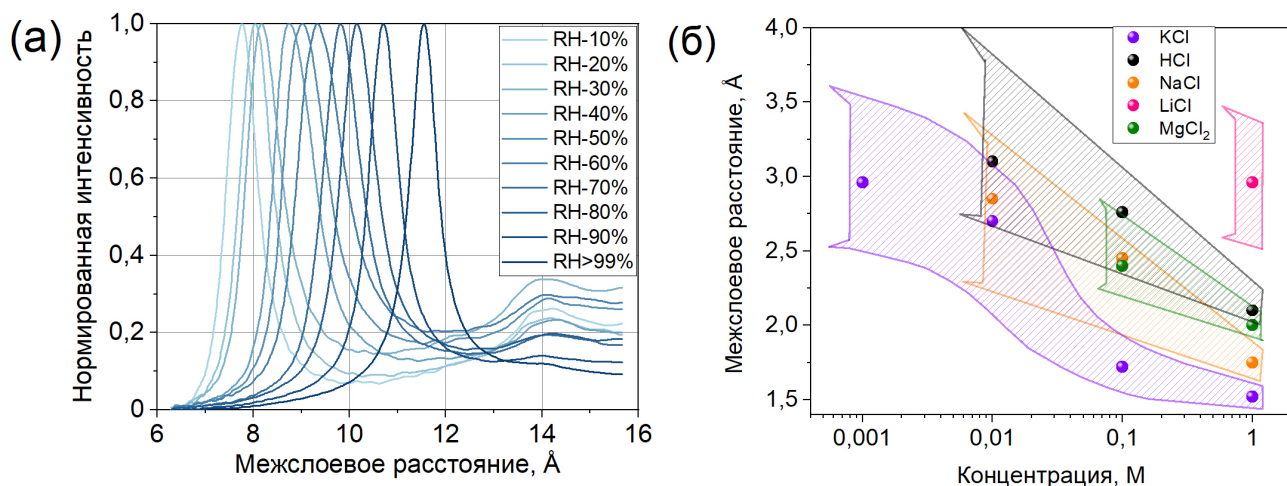 (а)
Нормированная интенсивность
1,0
0,8
0,6
0,4
0,2
0
6
8
10
12
14
16
Межслоевое расстояние, Å
RH-10%
RH-20%
RH-30%
RH-40%
RH-50%
RH-60%
RH-70%
RH-80%
RH-90%
RH>99%
(б)
Межслоевое расстояние, Å
4,0
3,5
3,0
2,5
2,0
1,5
0,001
0,01
0,1
1
Концентрация, М
KCl
HCl
NaCl
LiCl
MgCl₂